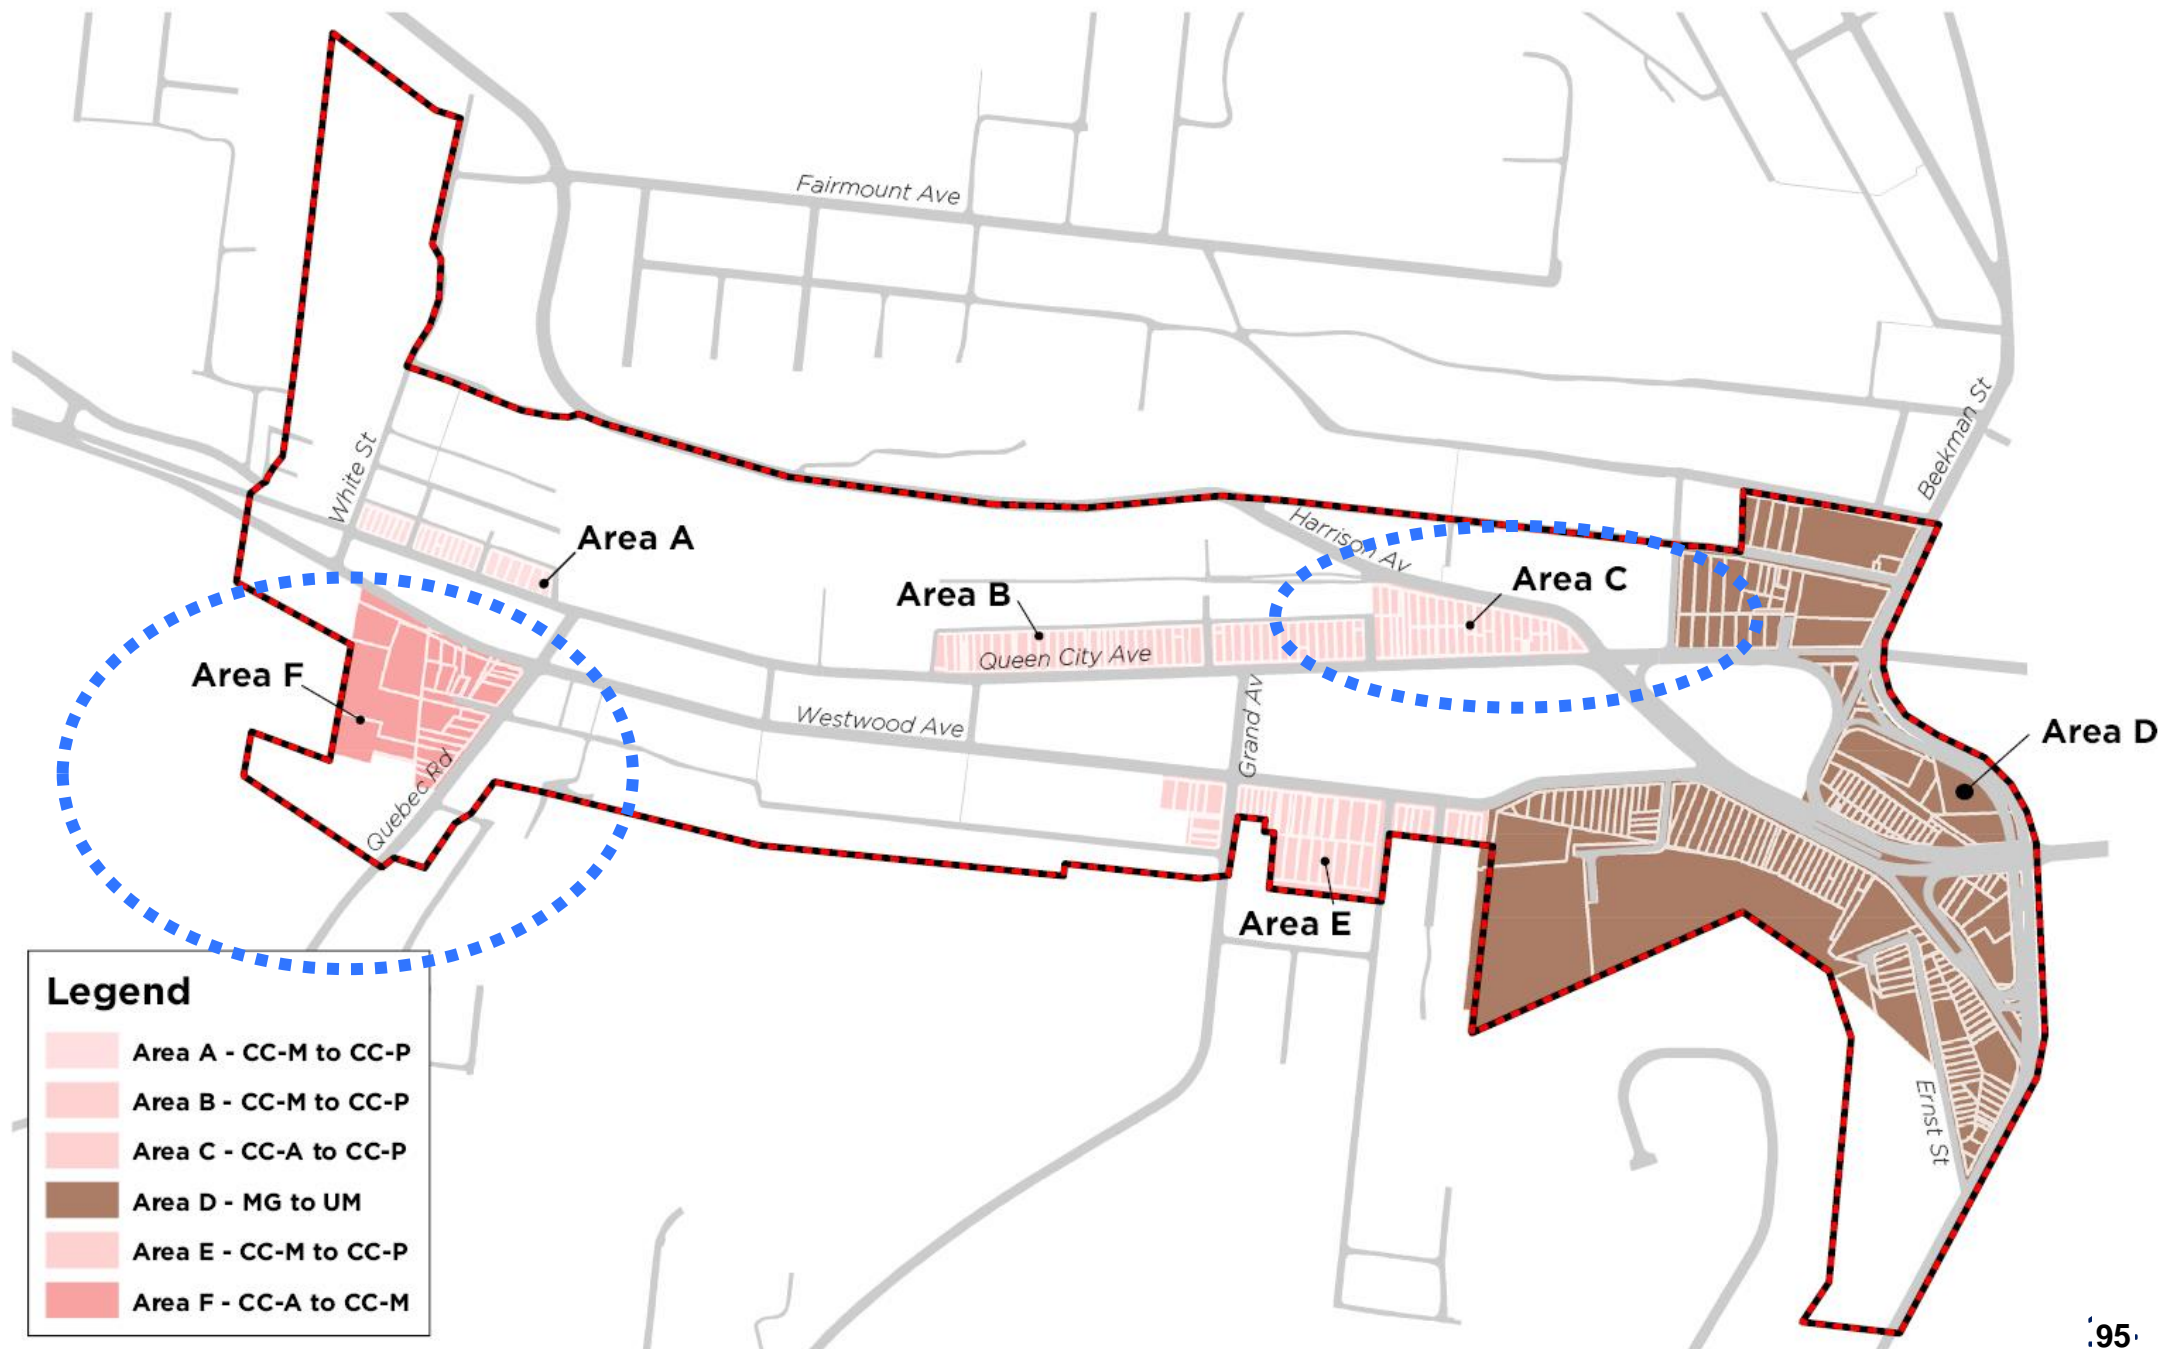 Fairmount Ave
Beekman St
White St
Harrison Av
Area A
Area B
Area C
Queen City Ave
Area F
Grand Av
Westwood Ave
Area D
Quebec Rd
Area E
Ernst St
Legend
Area A - CC-M to CC-P
Area B - CC-M to CC-P
Area C - CC-A to CC-P
Area D - MG to UM
Area E - CC-M to CC-P
Area F - CC-A to CC-M
95